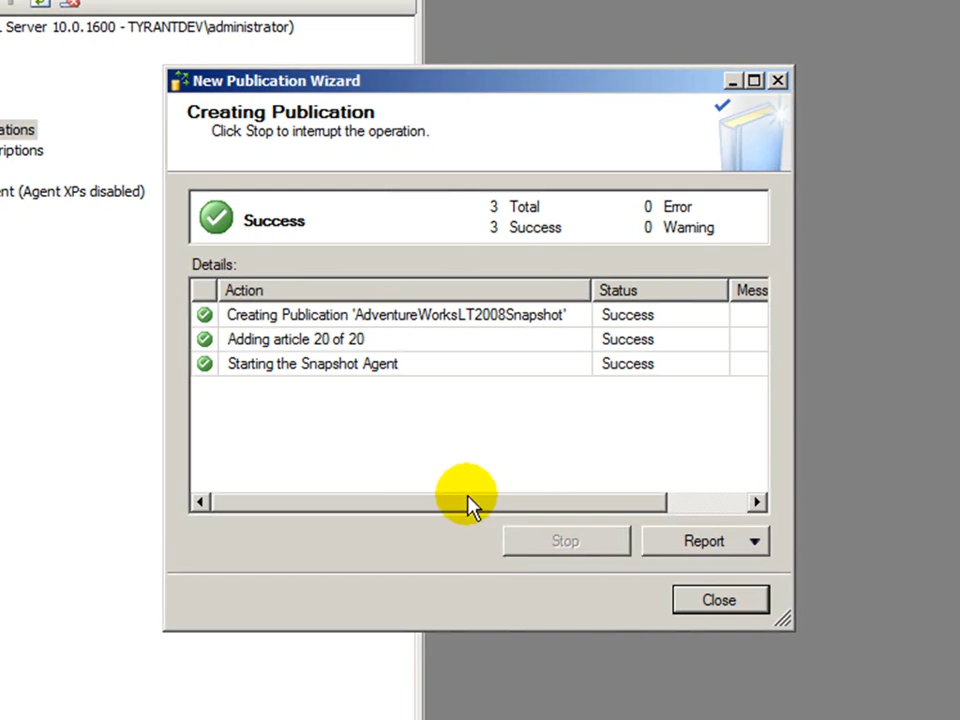 Server 10.0.1600 - TYRANTDEV\administrator)
New Publication Wizard
Creating Publication
Click Stop to interrupt the operation.
ations
riptions
ent (Agent XPs disabled)
Success
3 Total
0 Error
3 Success
0 Warning
Details:
Action Status Mess
Creating Publication 'AdventureWorksLT2008Snapshot' Success
Adding article 20 of 20 Success
Starting the Snapshot Agent Success
Stop
Report
Close